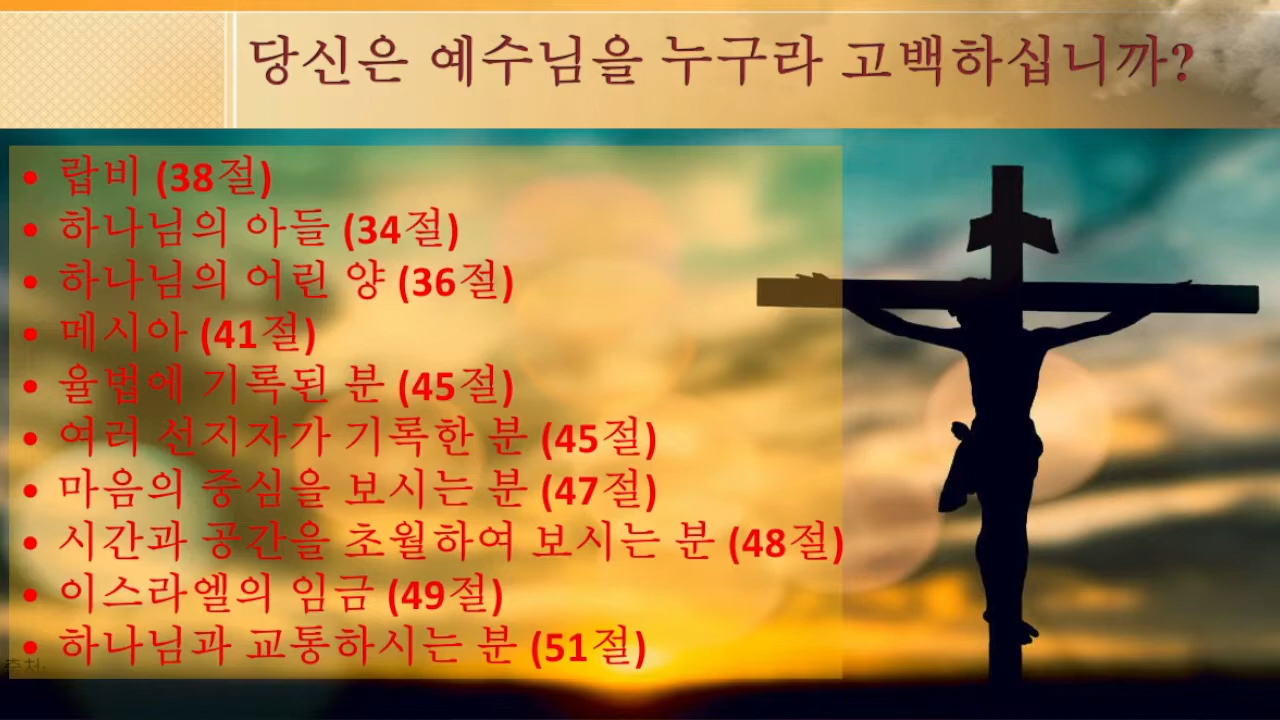 당신은 예수님을 누구라 고백하십니까?
• 랍비 (38절)
• 하나님의 아들 (34절)
• 하나님의 어린 양 (36절)
• 메시아 (41절)
• 율법에 기록된 분 (45절)
• 여러 선지자가 기록한 분 (45절)
• 마음의 중심을 보시는 분 (47절)
• 시간과 공간을 초월하여 보시는 분 (48절)
• 이스라엘의 임금 (49절)
• 하나님과 교통하시는 분 (51절)
출처: